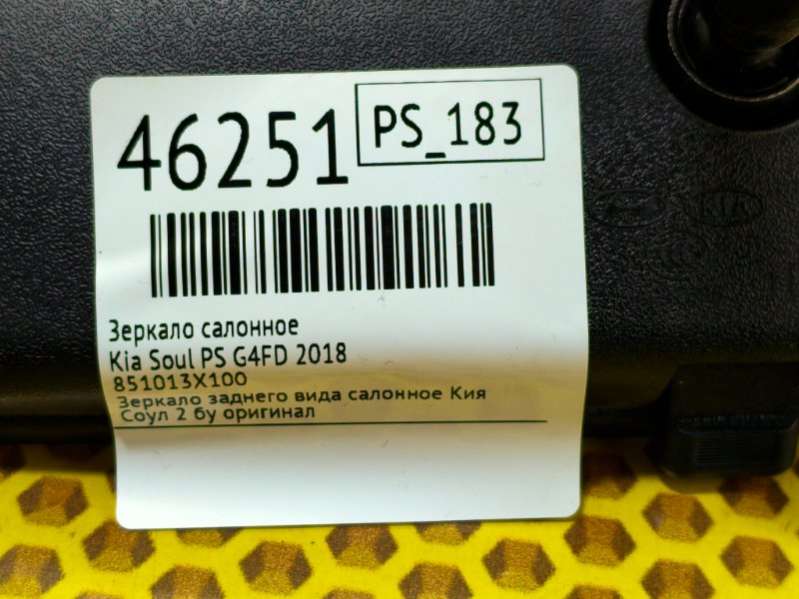 46251
PS_183
Зеркало салонное
Kia Soul PS G4FD 2018
851013X100
Зеркало заднего вида салонное Кия
Соул 2 бу оригинал
KIA